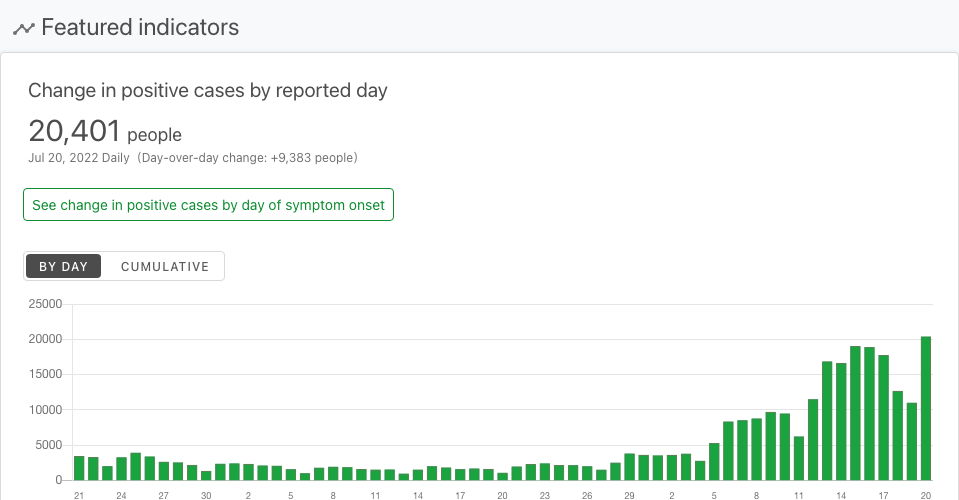 Featured indicators
Change in positive cases by reported day
20,401 people
Jul 20, 2022 Daily (Day-over-day change: +9,383 people)
See change in positive cases by day of symptom onset
BY DAY CUMULATIVE
25000
20000
15000
10000
5000
0
21 24 27 30 2 5 8 11 14 17 20 23 26 29 2 5 8 11 14 17 20